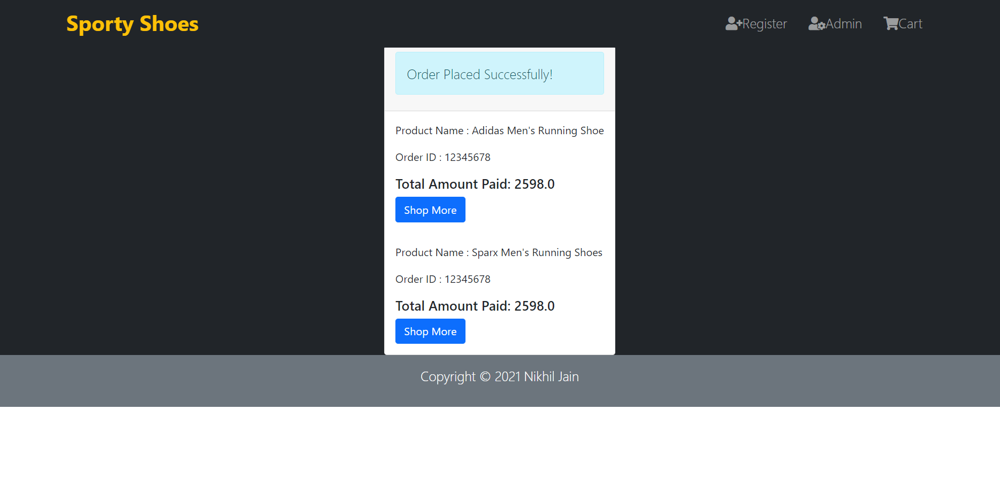 Sporty Shoes
Register Admin Cart
Order Placed Successfully!
Product Name : Adidas Men's Running Shoe
Order ID : 12345678
Total Amount Paid: 2598.0
Shop More
Product Name : Sparx Men's Running Shoes
Order ID : 12345678
Total Amount Paid: 2598.0
Shop More
Copyright © 2021 Nikhil Jain